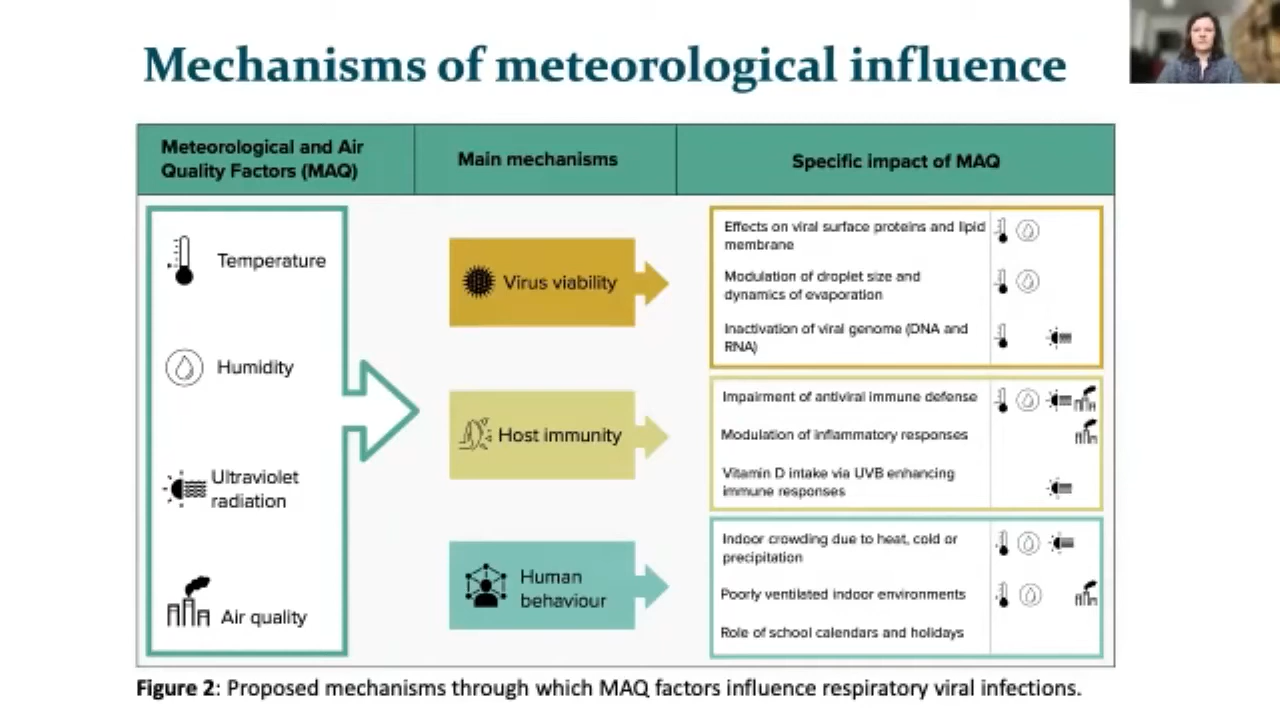 Mechanisms of meteorological influence
Meteorological and Air
Quality Factors (MAQ)
Main mechanisms
Specific impact of MAQ
Temperature
Humidity
Ultraviolet
radiation
Air quality
Virus viability
Host immunity
Human
behaviour
Effects on viral surface proteins and lipid
membrane
Modulation of droplet size and
dynamics of evaporation
Inactivation of viral genome (DNA and
RNA)
Impairment of antiviral immune defense
Modulation of inflammatory responses
Vitamin D intake via UVB enhancing
immune responses
Indoor crowding due to heat, cold or
precipitation
Poorly ventilated indoor environments
Role of school calendars and holidays
Figure 2: Proposed mechanisms through which MAQ factors influence respiratory viral infections.